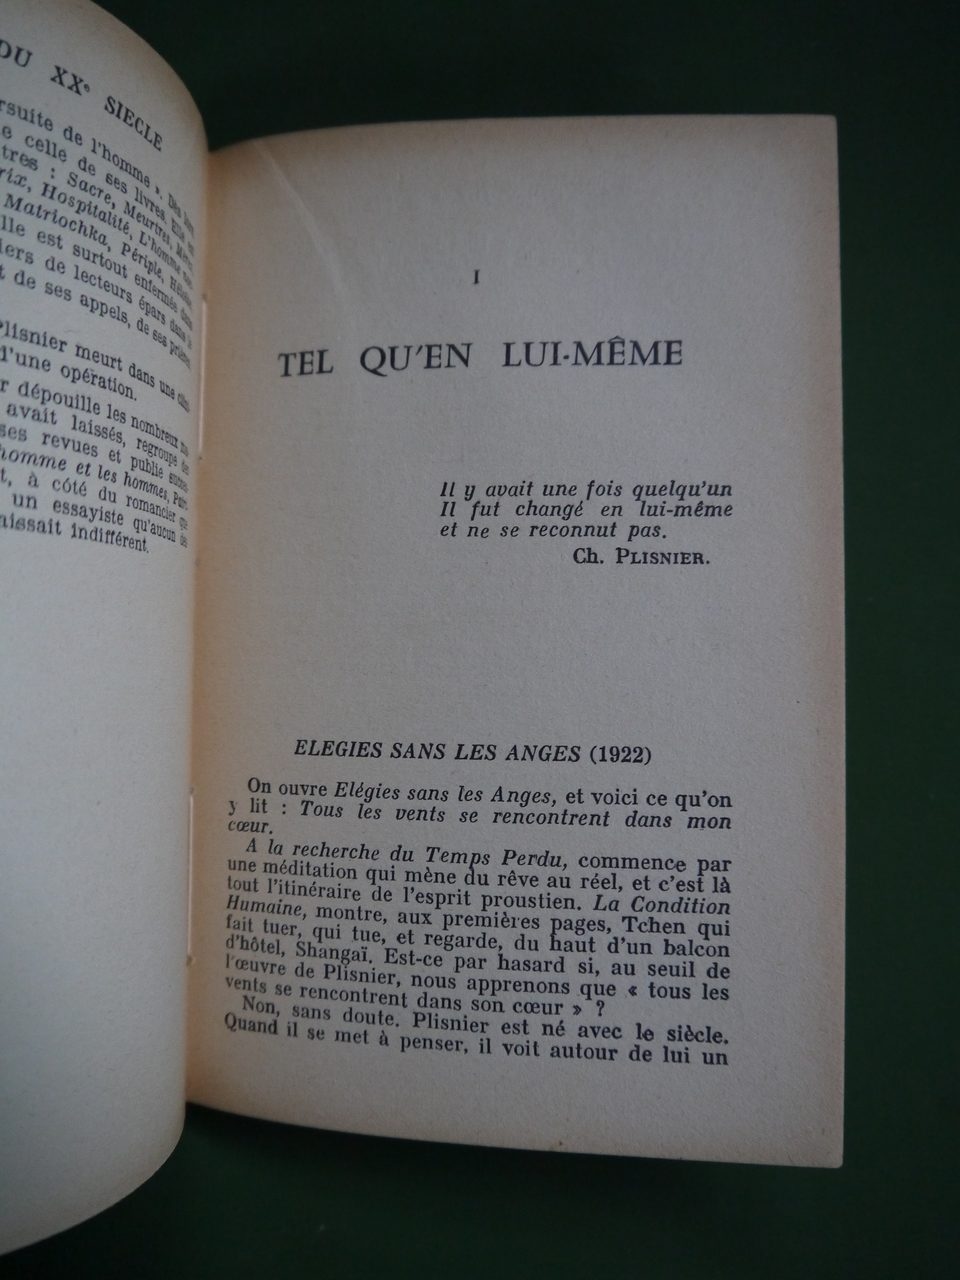 DU XXe SIECLE
rsuite de l'homme ». Dès
e celle de ses livres. Elle
tres : Sacre, Meurtres,
rix, Hospitalité, L'homme
Matriochka, Périple,
lle est surtout enfermée dans
iers de lecteurs épars dans le
t de ses appels, de ses prières
Plisnier meurt dans une
d'une opération.
r dépouille les nombreux
avait laissés, regroupe des
ses revues et publie
homme et les hommes,
t, à côté du romancier que
un essayiste qu'aucun des
aissait indifférent.
I
TEL QU'EN LUI-MÊME
Il y avait une fois quelqu'un
Il fut changé en lui-même
et ne se reconnut pas.
Ch. PLISNIER.
ELEGIES SANS LES ANGES (1922)
On ouvre Elégies sans les Anges, et voici ce qu'on
y lit : Tous les vents se rencontrent dans mon
cœur.
A la recherche du Temps Perdu, commence par
une méditation qui mène du rêve au réel, et c'est là
tout l'itinéraire de l'esprit proustien. La Condition
Humaine, montre, aux premières pages, Tchen qui
fait tuer, qui tue, et regarde, du haut d'un balcon
d'hôtel, Shangaï. Est-ce par hasard si, au seuil de
l'œuvre de Plisnier, nous apprenons que « tous les
vents se rencontrent dans son cœur » ?
Non, sans doute. Plisnier est né avec le siècle.
Quand il se met à penser, il voit autour de lui un